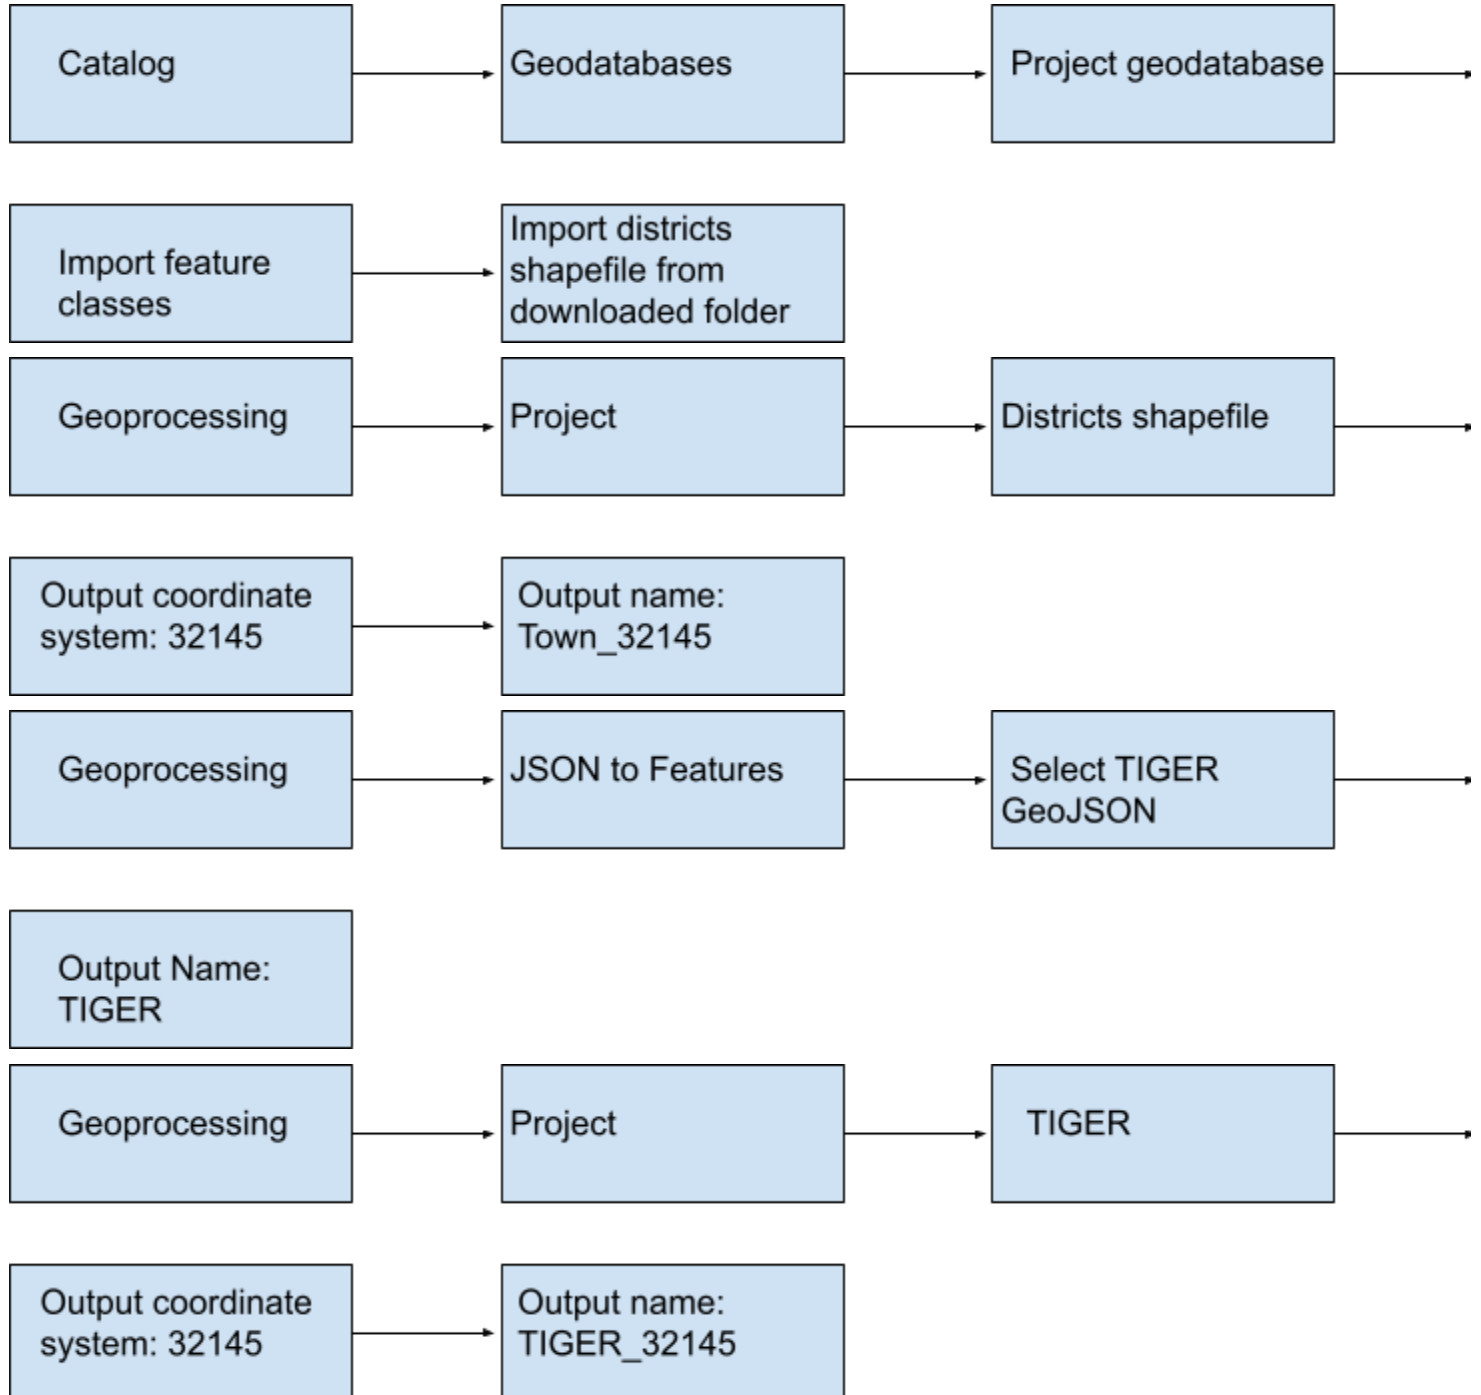 Catalog
Geodatabases
Project geodatabase
Import feature
classes
Import districts
shapefile from
downloaded folder
Geoprocessing
Project
Districts shapefile
Output coordinate
system: 32145
Output name:
Town_32145
Geoprocessing
JSON to Features
Select TIGER
GeoJSON
Output Name:
TIGER
Geoprocessing
Project
TIGER
Output coordinate
system: 32145
Output name:
TIGER_32145